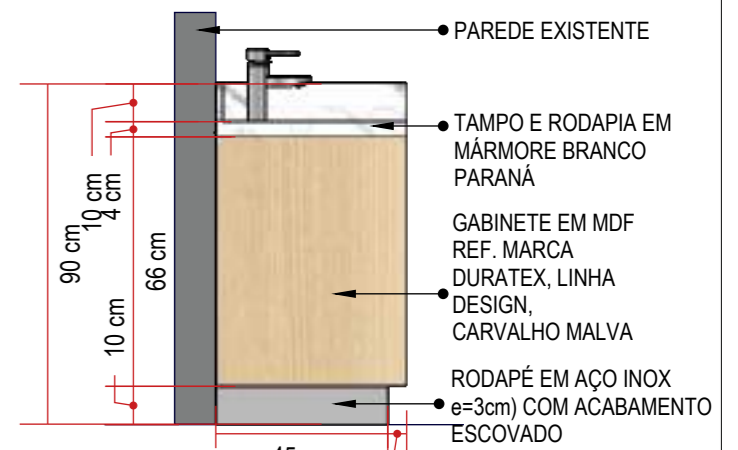 PAREDE EXISTENTE
TAMPO E RODAPIA EM
MÁRMORE BRANCO
PARANÁ
GABINETE EM MDF
REF. MARCA
DURATEX, LINHA
DESIGN,
CARVALHO MALVA
RODAPÉ EM AÇO INOX
e=3cm) COM ACABAMENTO
ESCOVADO
90 cm
10 cm
4 cm
66 cm
10 cm